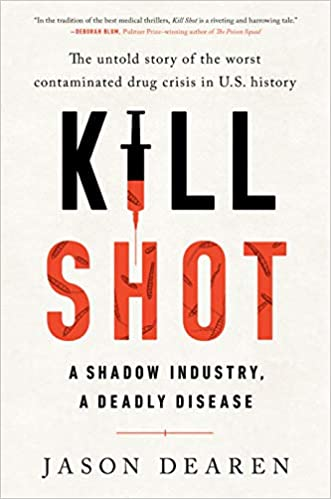 "In the tradition of the best medical thrillers, Kill Shot is a riveting and harrowing tale."
—DEBORAH BLUM, Pulitzer Prize–winning author of The Poison Squad
The untold story of the worst
contaminated drug crisis in U.S. history
KILL
SHOT
A SHADOW INDUSTRY,
A DEADLY DISEASE
JASON DEAREN